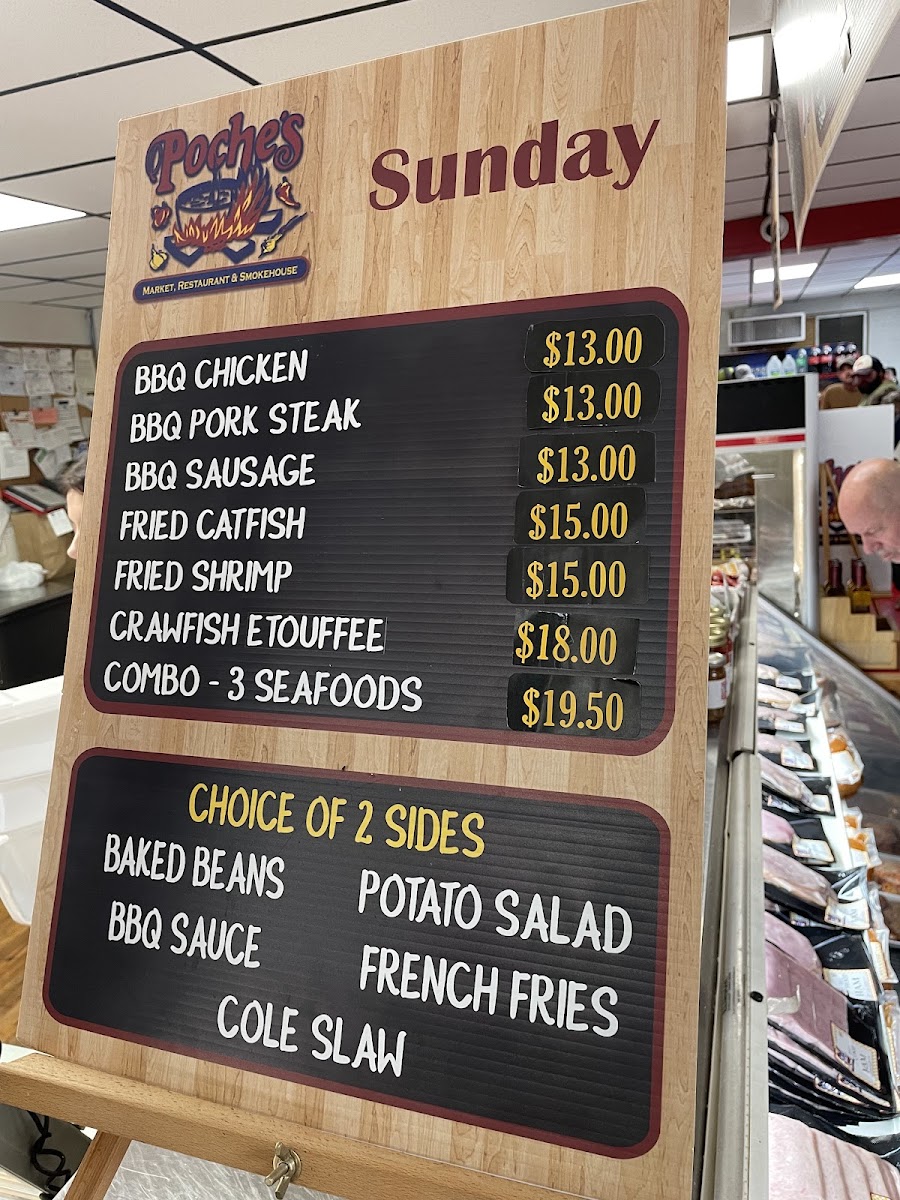 Poche's
MARKET, RESTAURANT & SMOKEHOUSE
Sunday
BBQ CHICKEN $13.00
BBQ PORK STEAK $13.00
BBQ SAUSAGE $13.00
FRIED CATFISH $15.00
FRIED SHRIMP $15.00
CRAWFISH ETOUFFEE $18.00
COMBO - 3 SEAFOODS $19.50
CHOICE OF 2 SIDES
BAKED BEANS POTATO SALAD
BBQ SAUCE FRENCH FRIES
COLE SLAW